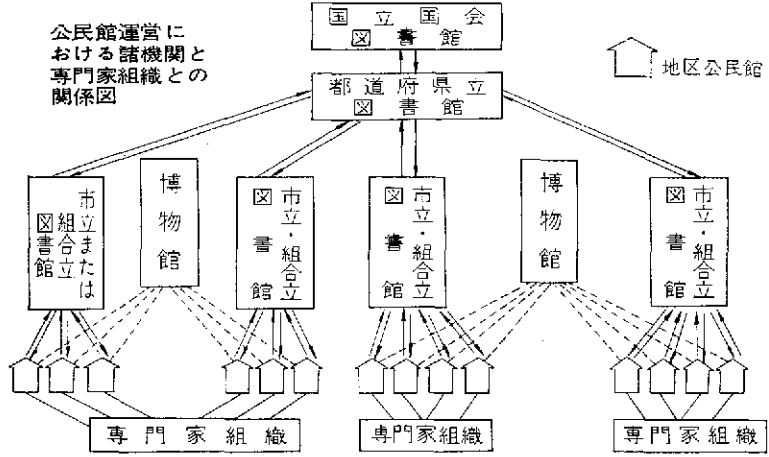 公民館運営に
おける諸機関と
専門家組織との
関係図
国立国会
図書館
地区公民館
都道府県立
図書館
市立または
組合立
図書館
博物館
市立・組合立
図書館
市立・組合立
図書館
博物館
市立・組合立
図書館
専門家組織
専門家組織
専門家組織